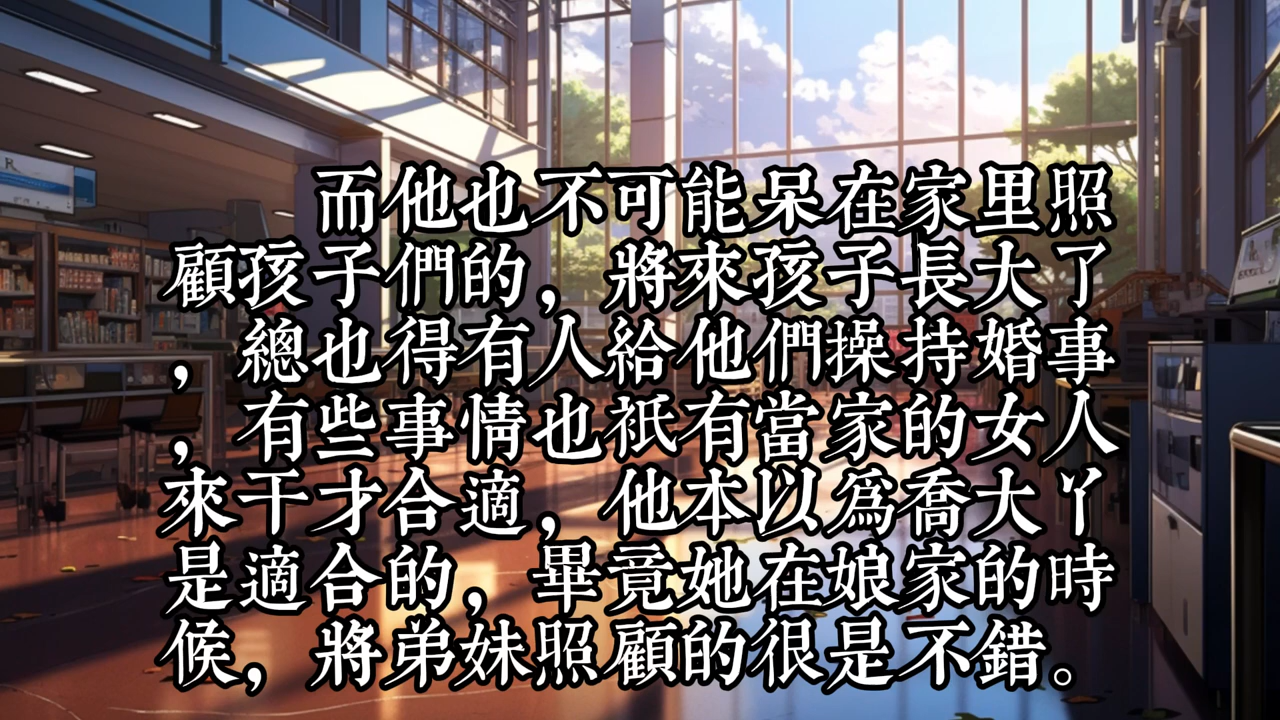 而他也不可能呆在家里照
顧孩子們的，將來孩子長大了
，總也得有人給他們操持婚事
，有些事情也衹有當家的女人
來干才合適，他本以爲喬大丫
是適合的，畢竟她在娘家的時
候，將弟妹照顧的很是不錯。